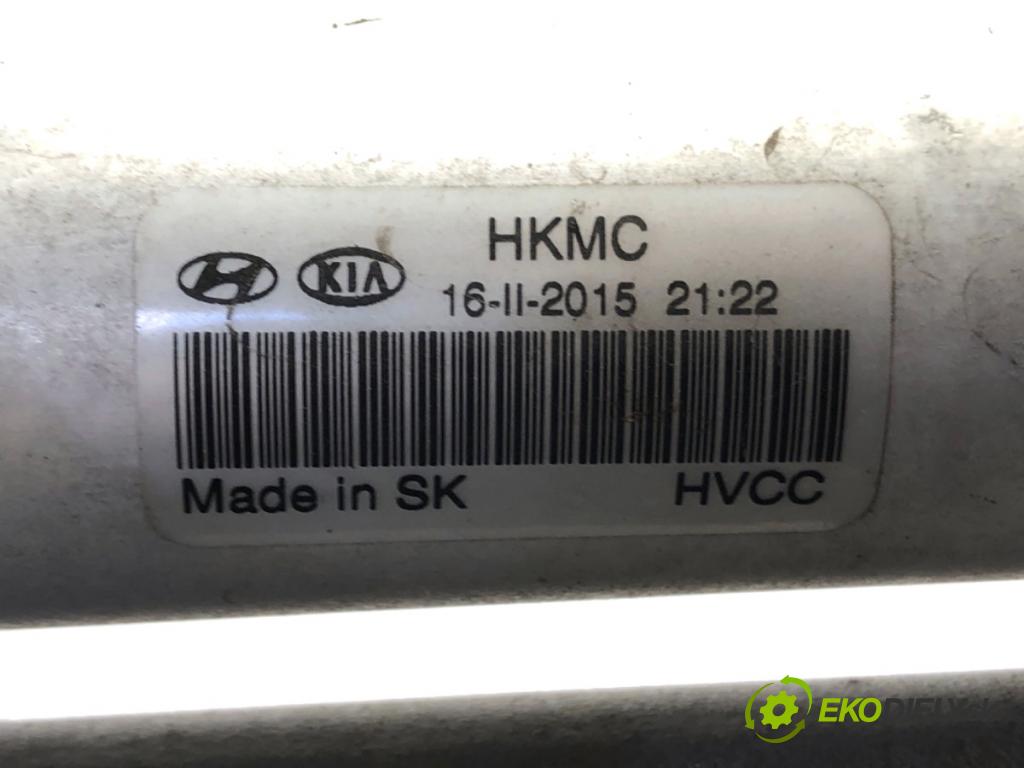 HKMC
KIA
16-II-2015 21:22
Made in SK HVCC
EKODIELY